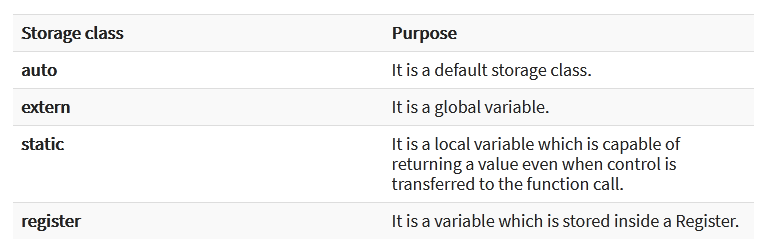 Storage class Purpose
auto It is a default storage class.
extern It is a global variable.
static It is a local variable which is capable of
returning a value even when control is
transferred to the function call.
register It is a variable which is stored inside a Register.